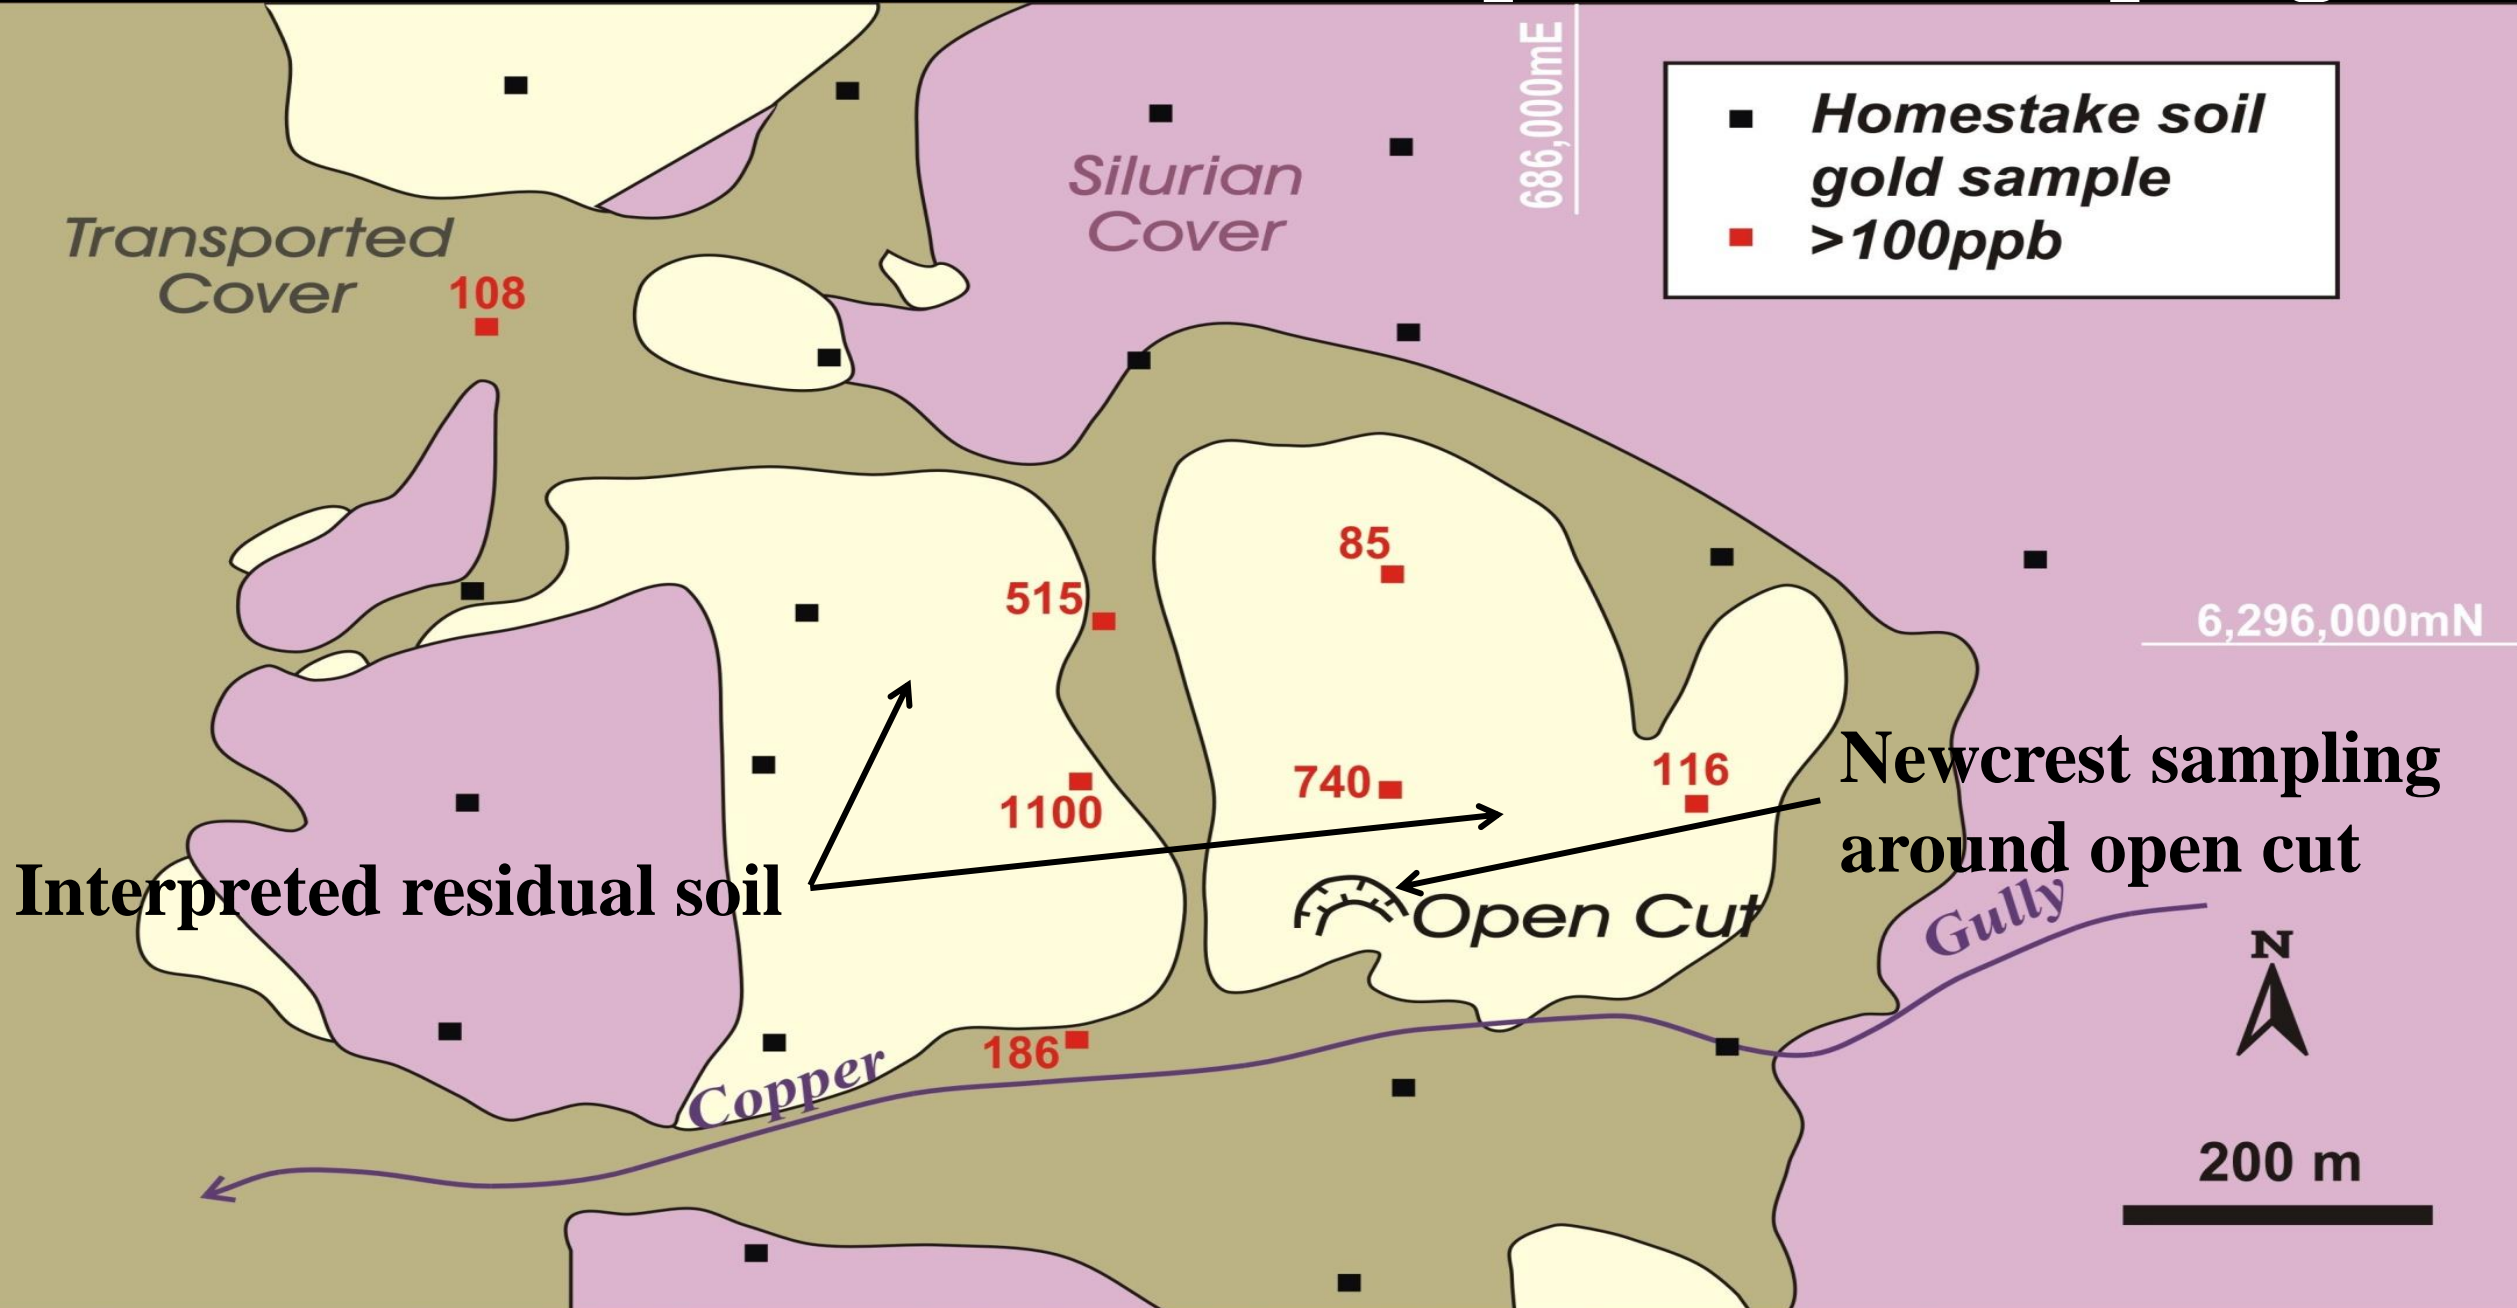 686,000mE
Homestake soil
gold sample
>100ppb
Silurian
Cover
Transported
Cover
108
85
515
6,296,000mN
Newcrest sampling
around open cut
116
740
1100
Interpreted residual soil
Open Cut
Gully
N
186
Copper
200 m